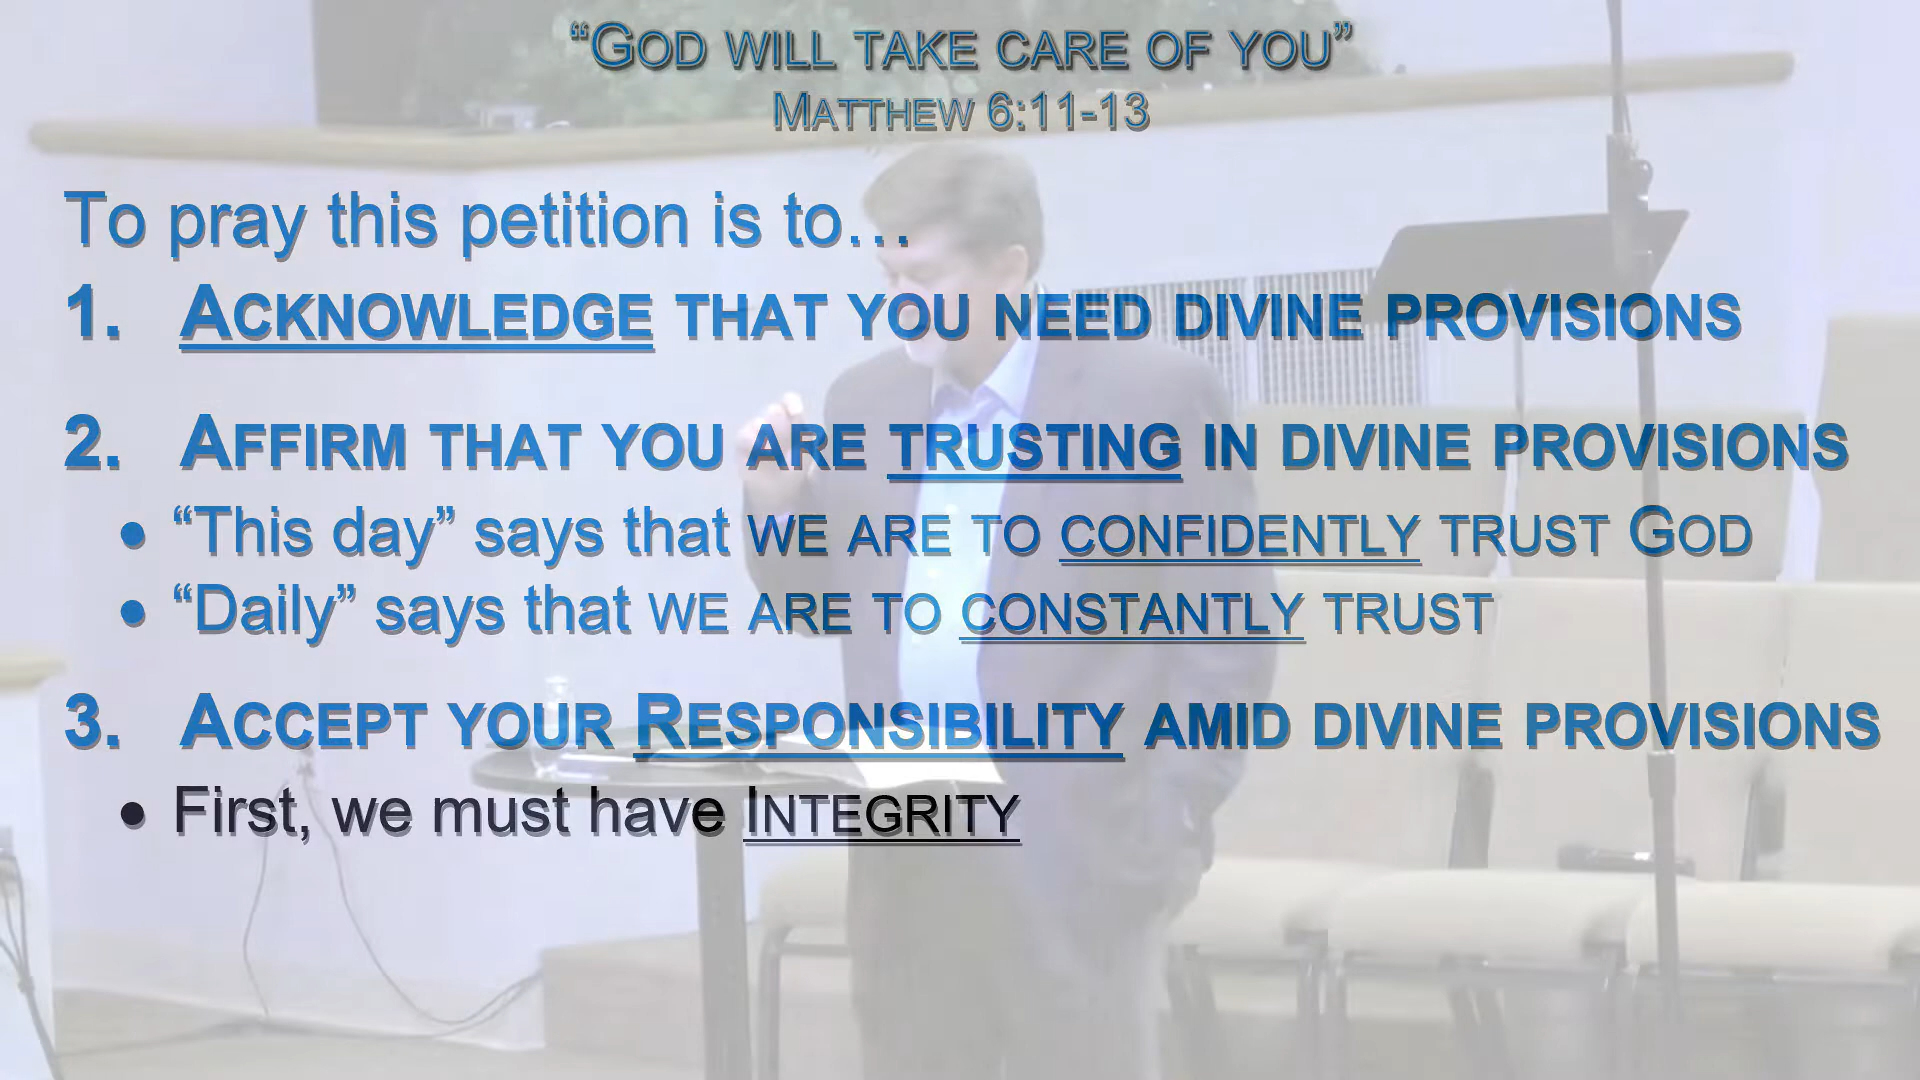 “God will take care of you”
Matthew 6:11-13
To pray this petition is to…
1. Acknowledge that you need divine provisions
2. Affirm that you are trusting in divine provisions
• “This day” says that we are to confidently trust God
• “Daily” says that we are to constantly trust
3. Accept your Responsibility amid divine provisions
• First, we must have Integrity